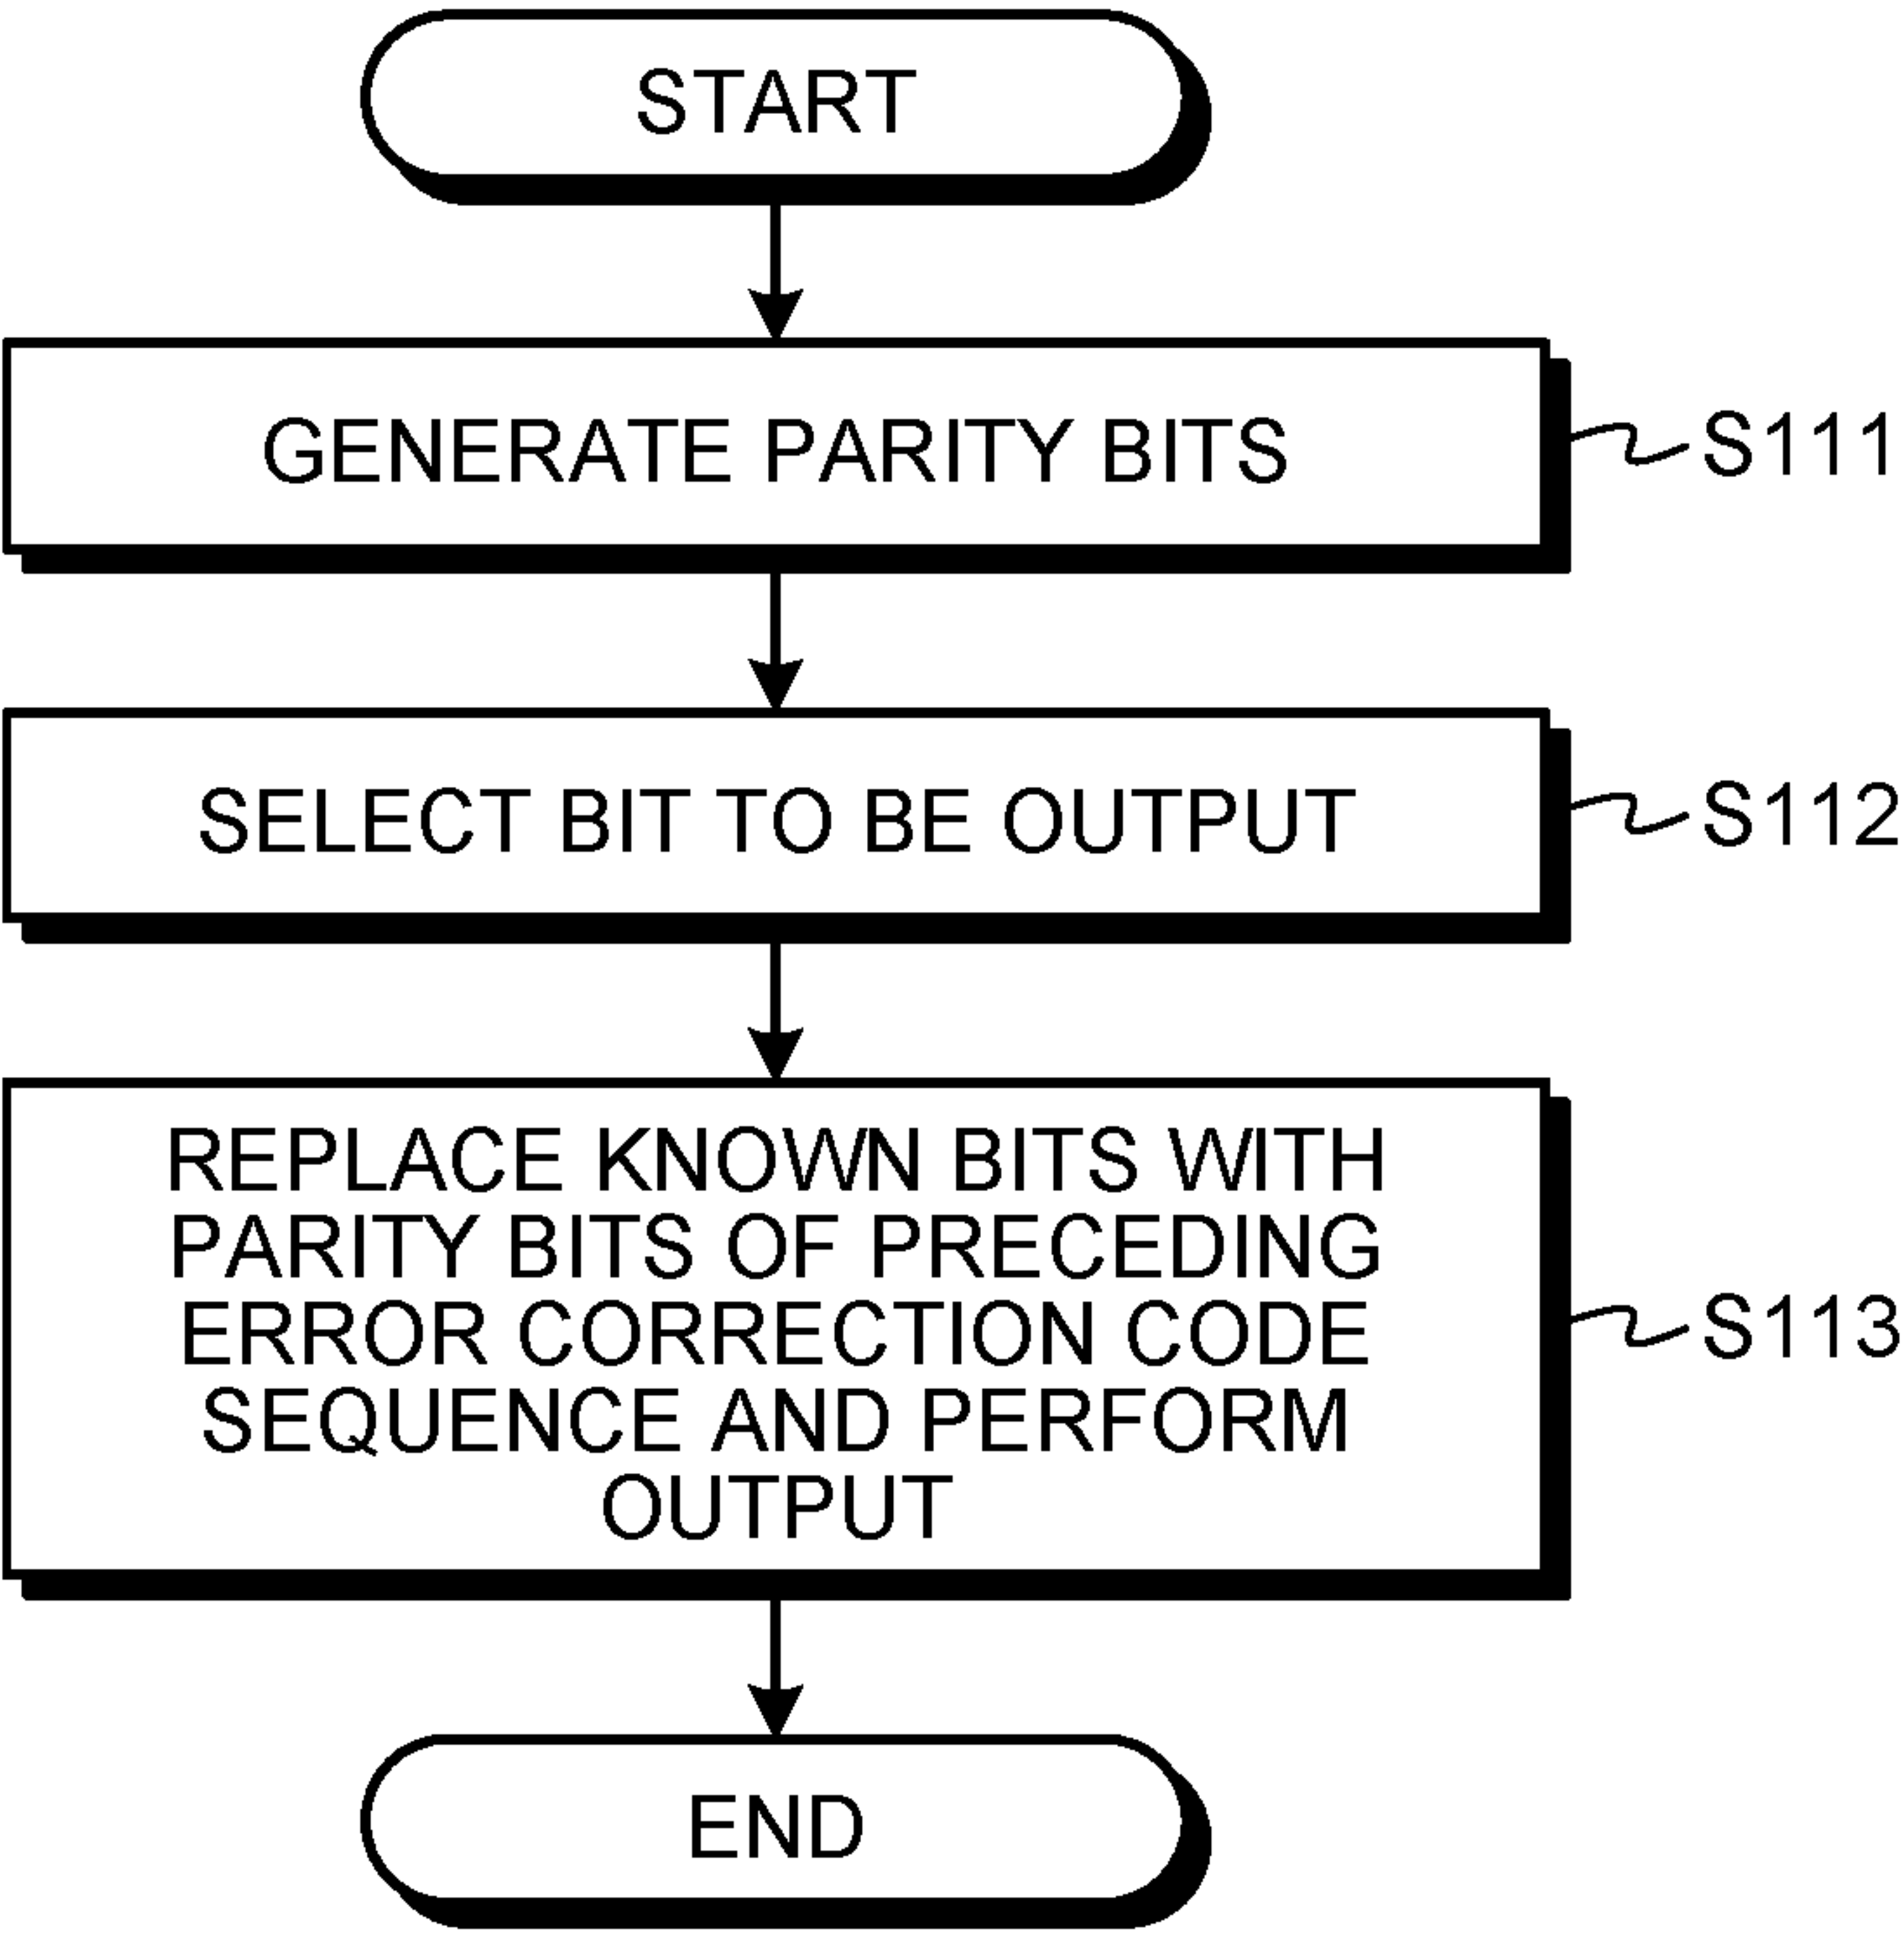 START
GENERATE PARITY BITS
S111
SELECT BIT TO BE OUTPUT
S112
REPLACE KNOWN BITS WITH
PARITY BITS OF PRECEDING
ERROR CORRECTION CODE
S113
SEQUENCE AND PERFORM
OUTPUT
END